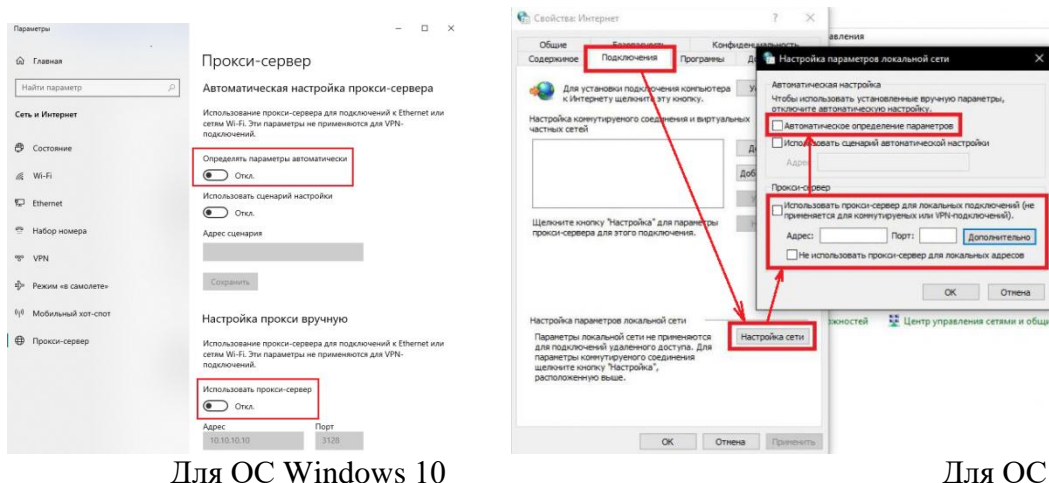 Параметры
Главная
Найти параметр
Сеть и Интернет
Состояние
Wi-Fi
Ethernet
Набор номера
VPN
Режим «в самолете»
Мобильный хот-спот
Прокси-сервер
Прокси-сервер
Автоматическая настройка прокси-сервера
Использование прокси-сервера для подключений к Ethernet или
сетям Wi-Fi. Эти параметры не применяются для VPN-
подключений.
Определять параметры автоматически
Откл.
Использовать сценарий настройки
Откл.
Адрес сценария
Сохранить
Настройка прокси вручную
Использование прокси-сервера для подключений к Ethernet или
сетям Wi-Fi. Эти параметры не применяются для VPN-
подключений.
Использовать прокси-сервер
Откл.
Адрес Порт
10.10.10.10 3128
Для ОС Windows 10
Свойства: Интернет
Общие Безопасность Конфиденциальность
Содержимое Подключения Программы
Для установки подключения компьютера
к Интернету щелкните эту кнопку.
Настройка коммутируемого соединения и виртуальных
частных сетей
Щелкните кнопку "Настройка" для параметры
прокси-сервера для этого подключения.
Настройка параметров локальной сети
Параметры локальной сети не применяются
для подключений удаленного доступа. Для
параметры коммутируемого соединения
щелкните кнопку "Настройка",
расположенную выше.
Настройка сети
ОК Отмена Применить
Настройка параметров локальной сети
Автоматическая настройка
Чтобы использовать установленные вручную параметры,
отключите автоматическую настройку.
Автоматическое определение параметров
Использовать сценарий автоматической настройки
Адрес
Прокси-сервер
Использовать прокси-сервер для локальных подключений (не
применяется для коммутируемых или VPN-подключений).
Адрес: Порт: Дополнительно
Не использовать прокси-сервер для локальных адресов
ОК Отмена
Центр управления сетями и общи
Для ОС